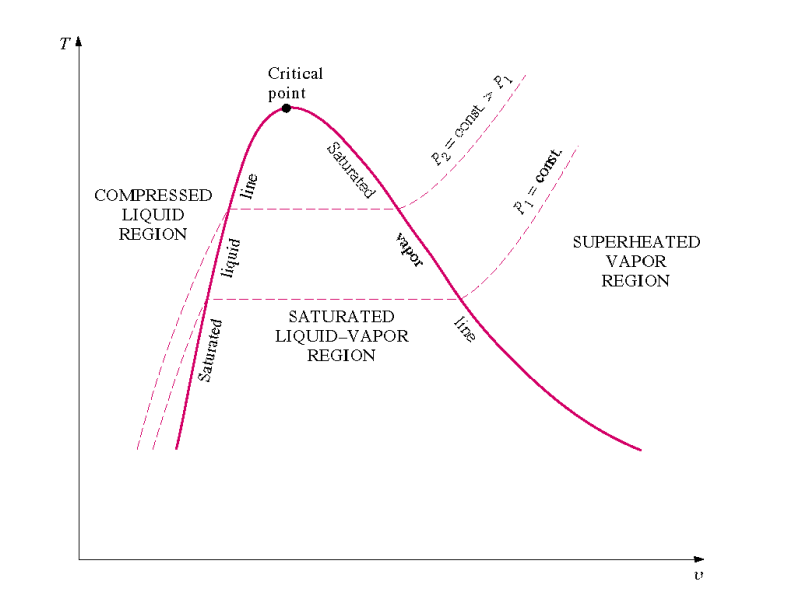 T
Critical
point
P₂ = const. > P₁
P₁ = const.
Saturated
vapor
line
line
liquid
Saturated
COMPRESSED
LIQUID
REGION
SUPERHEATED
VAPOR
REGION
SATURATED
LIQUID–VAPOR
REGION
υ